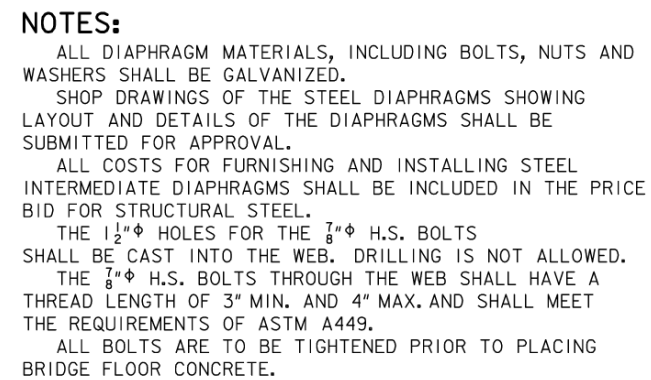 NOTES:
ALL DIAPHRAGM MATERIALS, INCLUDING BOLTS, NUTS AND
WASHERS SHALL BE GALVANIZED.
SHOP DRAWINGS OF THE STEEL DIAPHRAGMS SHOWING
LAYOUT AND DETAILS OF THE DIAPHRAGMS SHALL BE
SUBMITTED FOR APPROVAL.
ALL COSTS FOR FURNISHING AND INSTALLING STEEL
INTERMEDIATE DIAPHRAGMS SHALL BE INCLUDED IN THE PRICE
BID FOR STRUCTURAL STEEL.
THE 1 1/2"ϕ HOLES FOR THE 7/8"ϕ H.S. BOLTS
SHALL BE CAST INTO THE WEB. DRILLING IS NOT ALLOWED.
THE 7/8"ϕ H.S. BOLTS THROUGH THE WEB SHALL HAVE A
THREAD LENGTH OF 3" MIN. AND 4" MAX. AND SHALL MEET
THE REQUIREMENTS OF ASTM A449.
ALL BOLTS ARE TO BE TIGHTENED PRIOR TO PLACING
BRIDGE FLOOR CONCRETE.